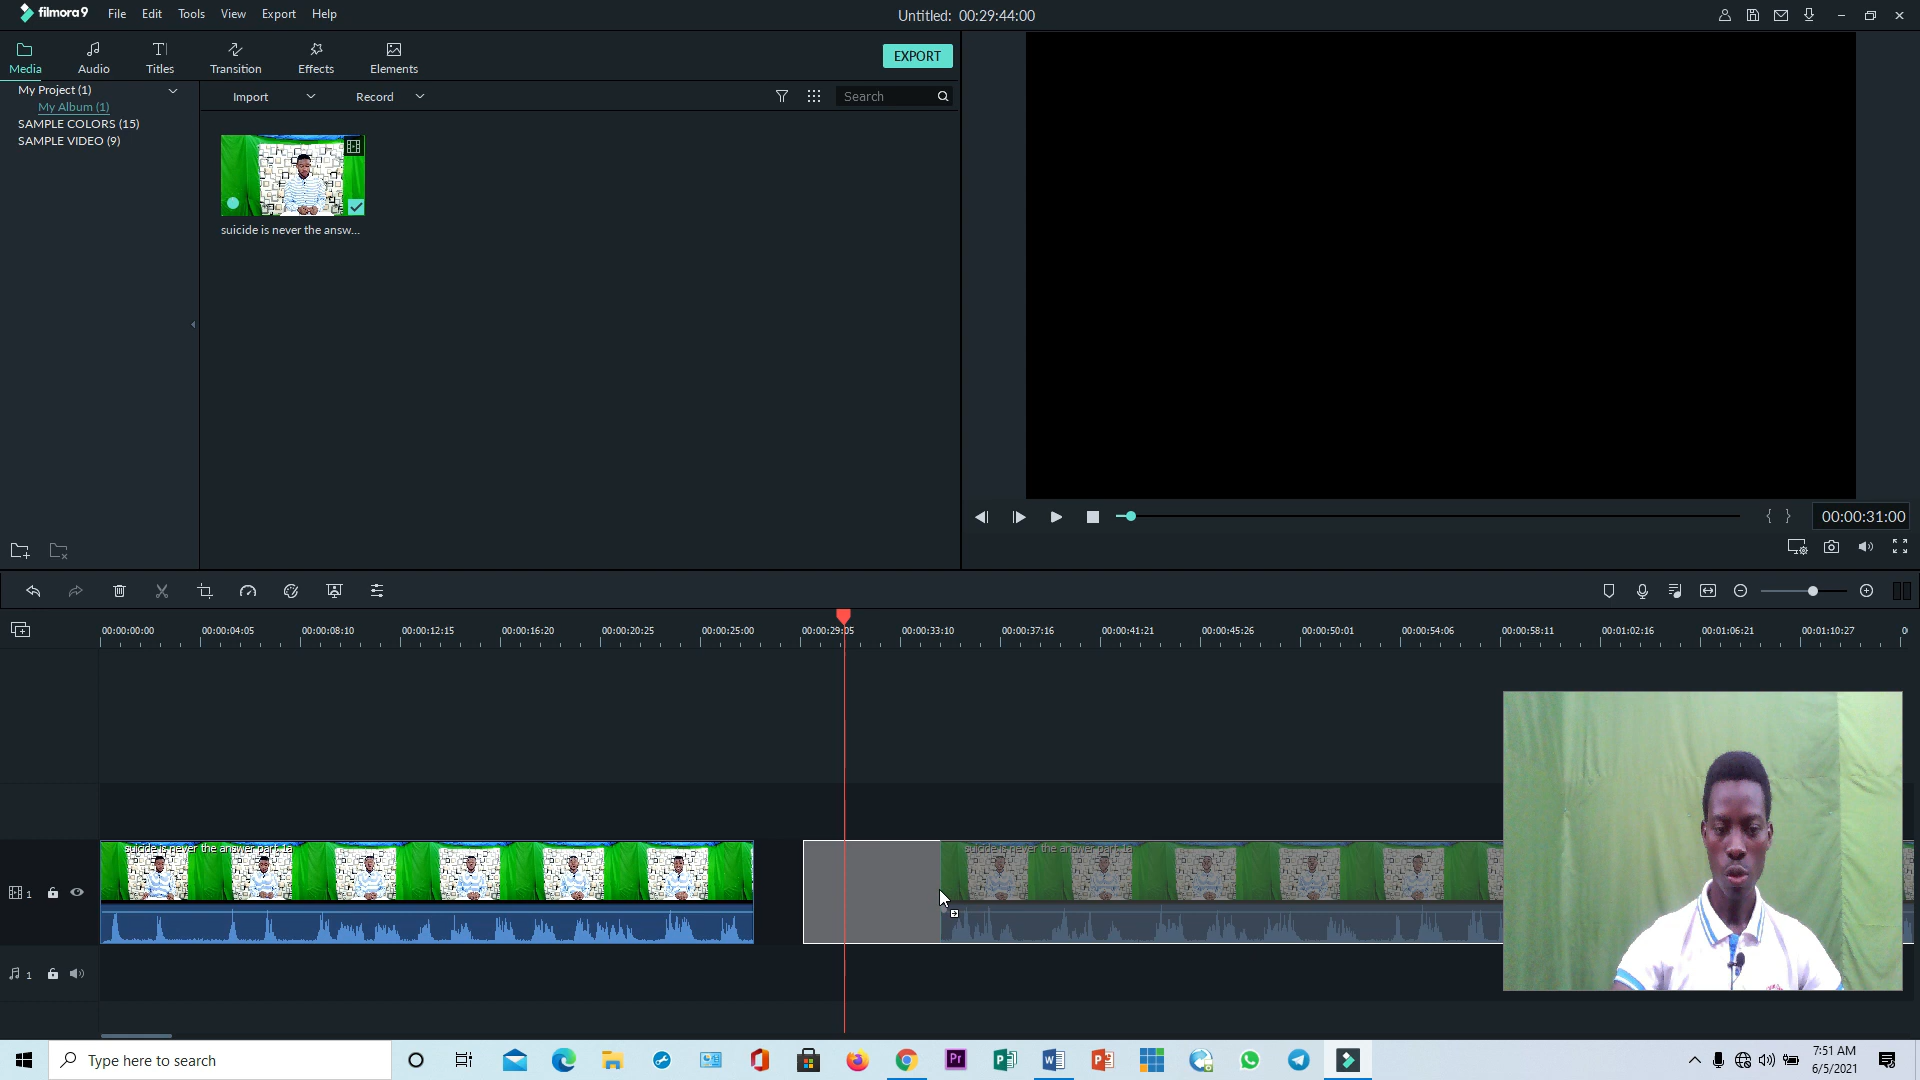 filmora9 File Edit Tools View Export Help Untitled: 00:29:44:00
Media Audio Titles Transition Effects Elements EXPORT
My Project (1)
My Album (1)
SAMPLE COLORS (15)
SAMPLE VIDEO (9)
Import Record Search
suicide is never the answ...
{ } 00:00:31:00
00:00:00:00 00:00:04:05 00:00:08:10 00:00:12:15 00:00:16:20 00:00:20:25 00:00:25:00 00:00:29:05 00:00:33:10 00:00:37:16 00:00:41:21 00:00:45:26 00:00:50:01 00:00:54:06 00:00:58:11 00:01:02:16 00:01:06:21 00:01:10:27
suicide is never the answer part 1a suicide is never the answer part 1a
1
1
Type here to search
Pr
7:51 AM
6/5/2021